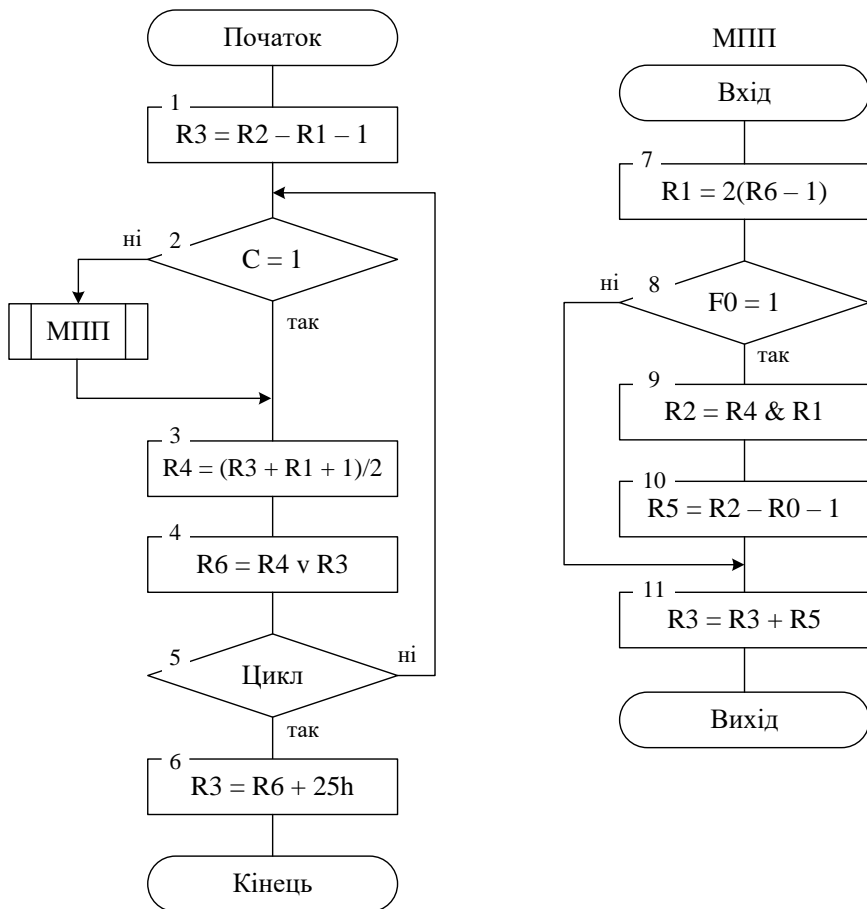 Початок
1
R3 = R2 – R1 – 1
ні
2
C = 1
так
МПП
3
R4 = (R3 + R1 + 1)/2
4
R6 = R4 v R3
5
Цикл
ні
так
6
R3 = R6 + 25h
Кінець
МПП
Вхід
7
R1 = 2(R6 – 1)
ні
8
F0 = 1
так
9
R2 = R4 & R1
10
R5 = R2 – R0 – 1
11
R3 = R3 + R5
Вихід